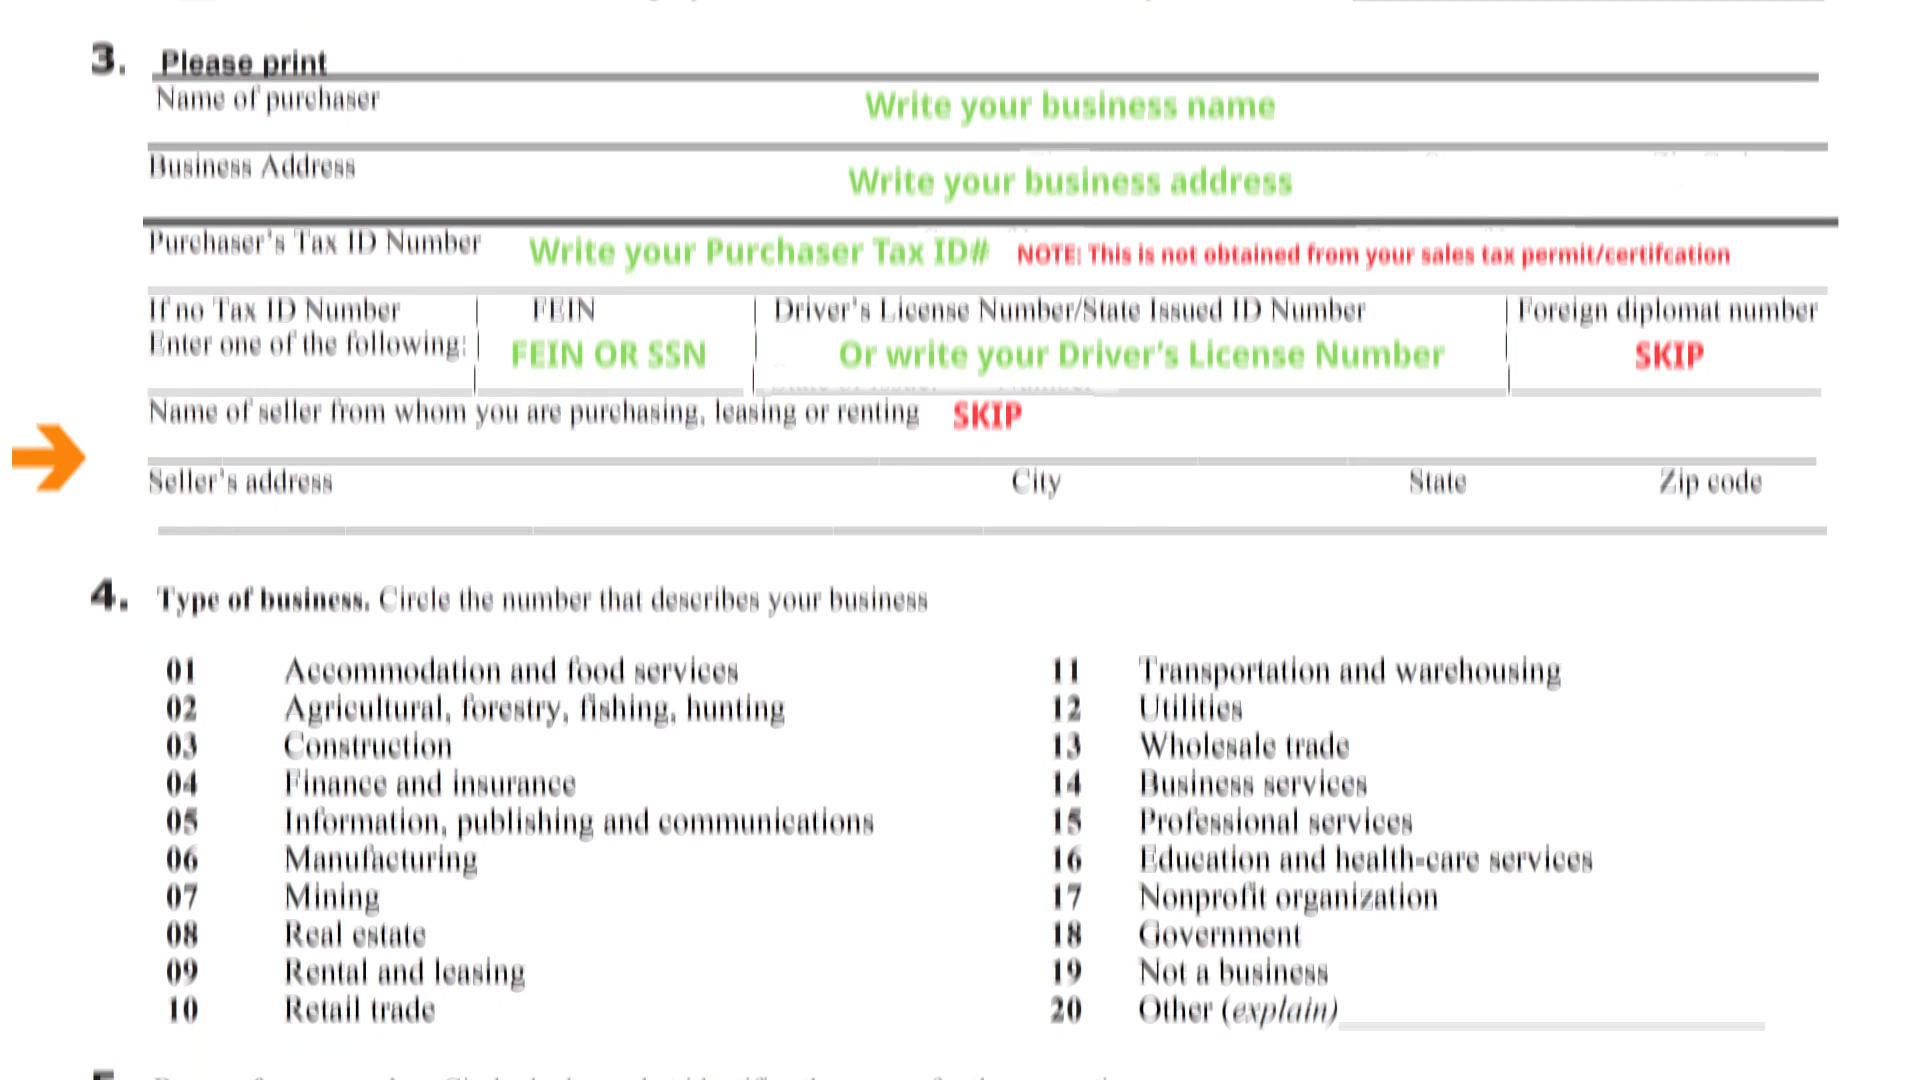 3. Please print
Name of purchaser Write your business name
Business Address Write your business address
Purchaser's Tax ID Number Write your Purchaser Tax ID# NOTE: This is not obtained from your sales tax permit/certifcation
If no Tax ID Number FEIN Driver's License Number/State Issued ID Number Foreign diplomat number
Enter one of the following: FEIN OR SSN Or write your Driver's License Number SKIP
Name of seller from whom you are purchasing, leasing or renting SKIP
Seller's address City State Zip code
4. Type of business. Circle the number that describes your business
01 Accommodation and food services 11 Transportation and warehousing
02 Agricultural, forestry, fishing, hunting 12 Utilities
03 Construction 13 Wholesale trade
04 Finance and insurance 14 Business services
05 Information, publishing and communications 15 Professional services
06 Manufacturing 16 Education and health-care services
07 Mining 17 Nonprofit organization
08 Real estate 18 Government
09 Rental and leasing 19 Not a business
10 Retail trade 20 Other (explain)